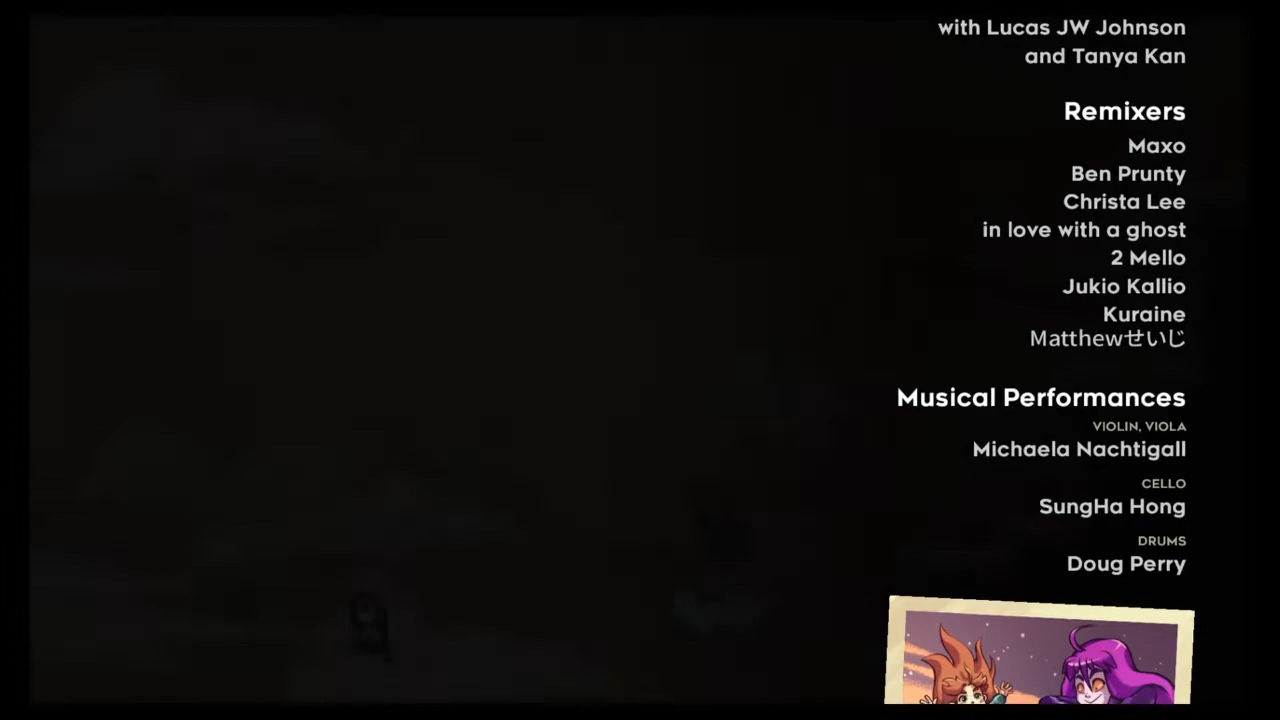 with Lucas JW Johnson
and Tanya Kan
Remixers
Maxo
Ben Prunty
Christa Lee
in love with a ghost
2 Mello
Jukio Kallio
Kuraine
Matthewせいじ
Musical Performances
VIOLIN, VIOLA
Michaela Nachtigall
CELLO
SungHa Hong
DRUMS
Doug Perry